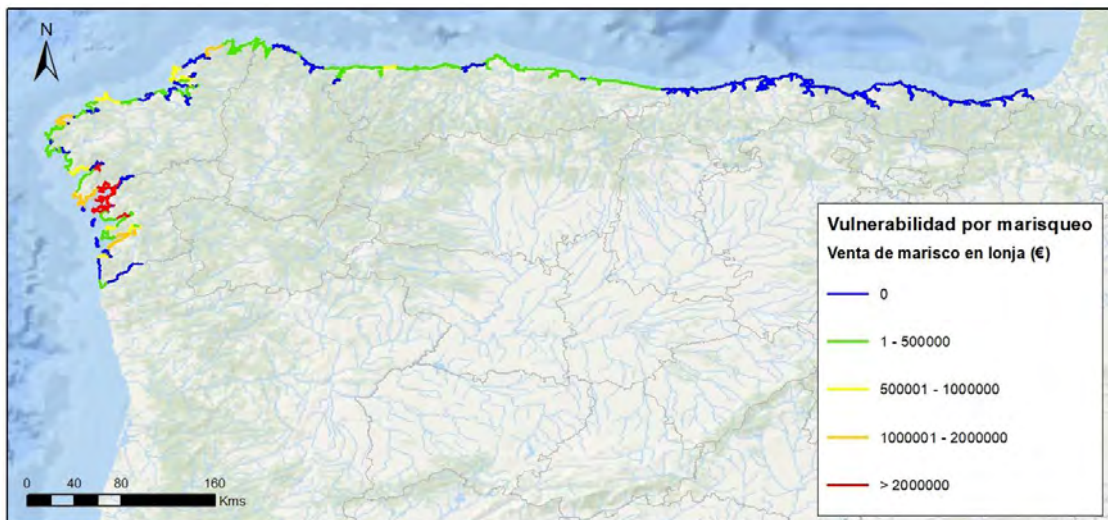 N
Vulnerabilidad por marisqueo
Venta de marisco en lonja (€)
0
1 - 500000
500001 - 1000000
1000001 - 2000000
> 2000000
0 40 80 160
Kms